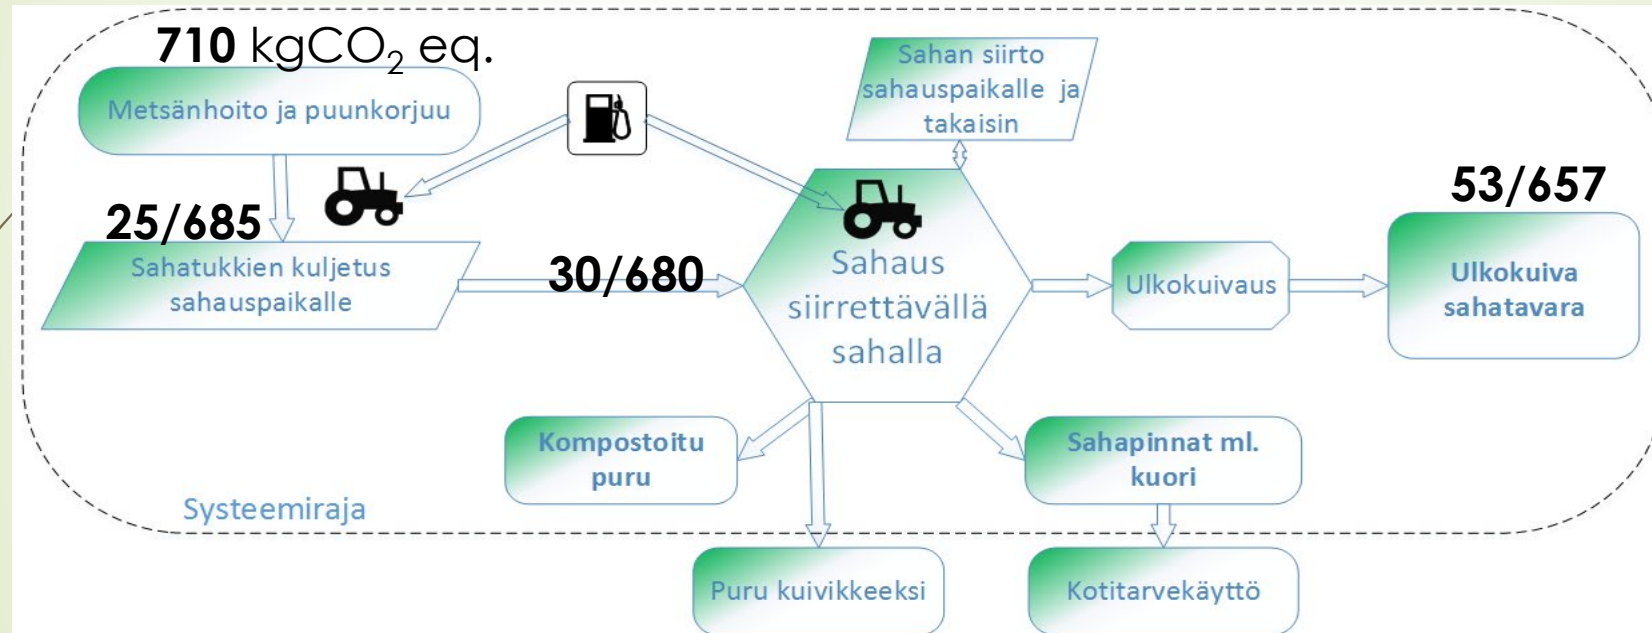 710 kgCO₂ eq.
Metsänhoito ja puunkorjuu
Sahan siirto
sahauspaikalle ja
takaisin
25/685
Sahatukkien kuljetus
sahauspaikalle
30/680
Sahaus
siirrettävällä
sahalla
Ulkokuivaus
53/657
Ulkokuiva
sahatavara
Kompostoitu
puru
Sahapinnat ml.
kuori
Systeemiraja
Puru kuivikkeeksi
Kotitarvekäyttö